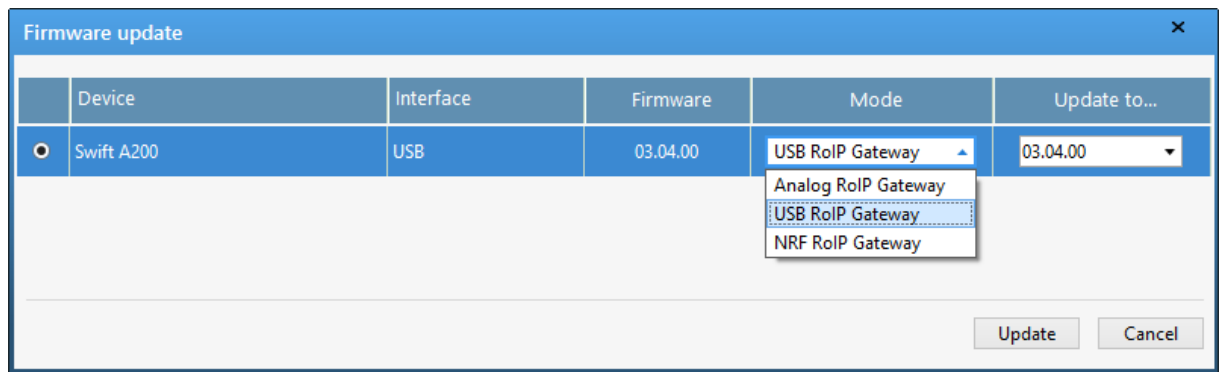 Firmware update
Device Interface Firmware Mode Update to...
Swift A200 USB 03.04.00 USB RoIP Gateway 03.04.00
Analog RoIP Gateway
USB RoIP Gateway
NRF RoIP Gateway
Update Cancel